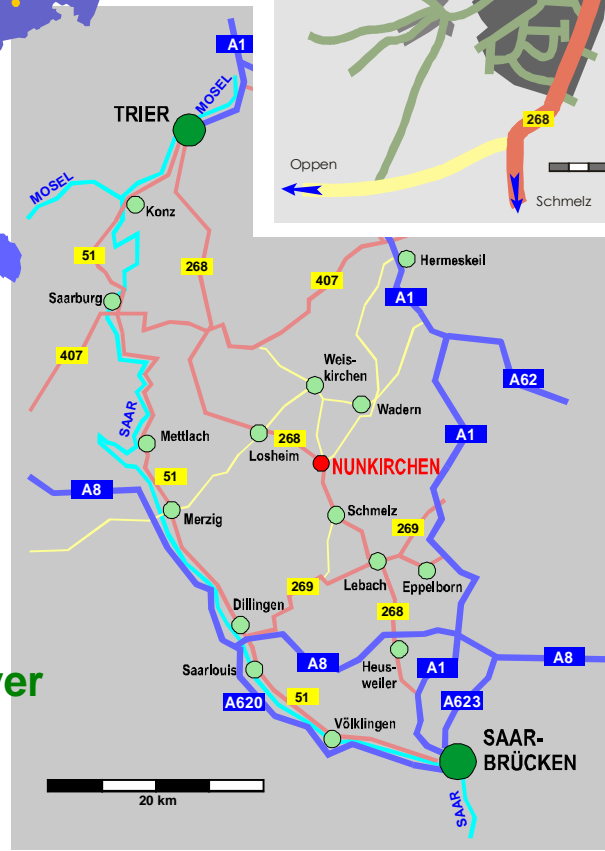 A1
MOSEL
TRIER
268
Oppen
Schmelz
MOSEL
Konz
51
268
Hermeskeil
407
A1
Saarburg
407
Weis-
kirchen
A62
Wadern
SAAR
Mettlach
268
Losheim
A1
NUNKIRCHEN
51
A8
Merzig
Schmelz
269
Lebach
Eppelborn
269
Dillingen
268
Saarlouis
A8
Heus-
weiler
A1
A8
ver
A620
51
A623
Völklingen
SAAR-
BRÜCKEN
20 km
SAAR